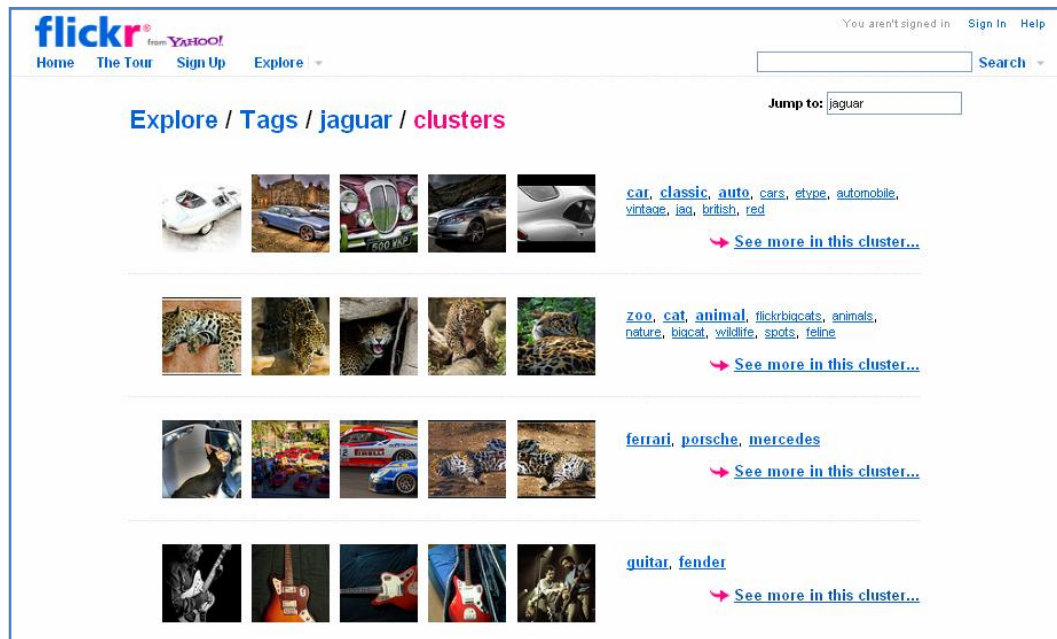 flickr® from YAHOO!
You aren't signed in Sign In Help
Home The Tour Sign Up Explore
Search
Jump to: jaguar
Explore / Tags / jaguar / clusters
car, classic, auto, cars, etype, automobile,
vintage, jag, british, red
See more in this cluster...
500 WKP
zoo, cat, animal, flickrbigcats, animals,
nature, bigcat, wildlife, spots, feline
See more in this cluster...
ferrari, porsche, mercedes
See more in this cluster...
PIRELLI
guitar, fender
See more in this cluster...